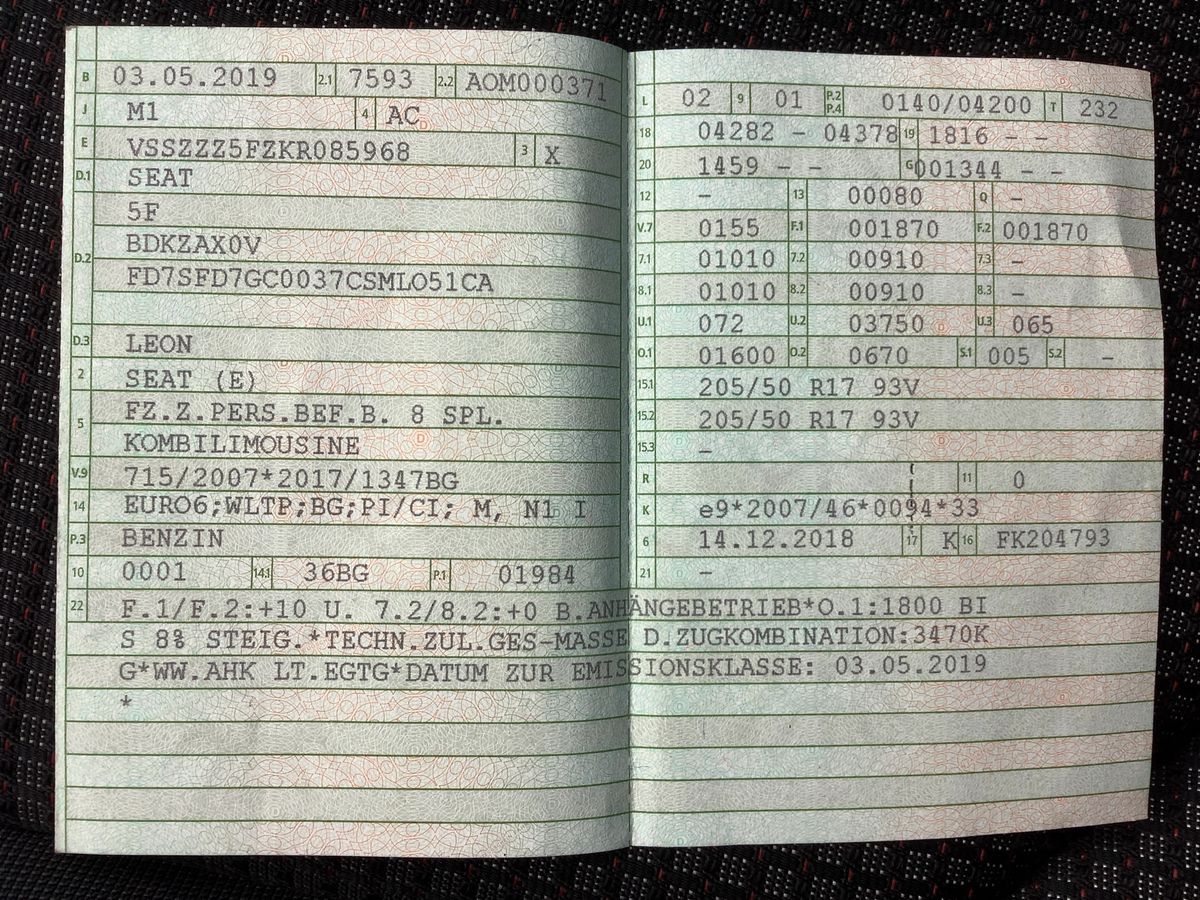 B 03.05.2019 2.1 7593 2.2 AOM000371
J M1 4 AC
E VSSZZZ5FZKR085968 3 X
D.1 SEAT
5F
D.2 BDKZAX0V
FD7SFD7GC0037CSMLO51CA
D.3 LEON
2 SEAT (E)
5 FZ.Z.PERS.BEF.B. 8 SPL.
KOMBILIMOUSINE
V.9 715/2007*2017/1347BG
14 EURO6;WLTP;BG;PI/CI; M, N1 I
P.3 BENZIN
10 0001 14.1 36BG P.1 01984
L 02 9 01 P.2 P.4 0140/04200 T 232
18 04282 - 04378 19 1816 - -
20 1459 - - G 001344 - -
12 - 13 00080 Q -
V.7 0155 F.1 001870 F.2 001870
7.1 01010 7.2 00910 7.3 -
8.1 01010 8.2 00910 8.3 -
U.1 072 U.2 03750 U.3 065
O.1 01600 O.2 0670 S.1 005 S.2 -
15.1 205/50 R17 93V
15.2 205/50 R17 93V
15.3 -
R 11 0
K e9*2007/46*0094*33
6 14.12.2018 17 K 16 FK204793
21 -
22 F.1/F.2:+10 U. 7.2/8.2:+0 B.ANHÄNGEBETRIEB*O.1:1800 BI
S 8% STEIG.*TECHN.ZUL.GES-MASSE D.ZUGKOMBINATION:3470K
G*WW.AHK LT.EGTG*DATUM ZUR EMISSIONSKLASSE: 03.05.2019
*